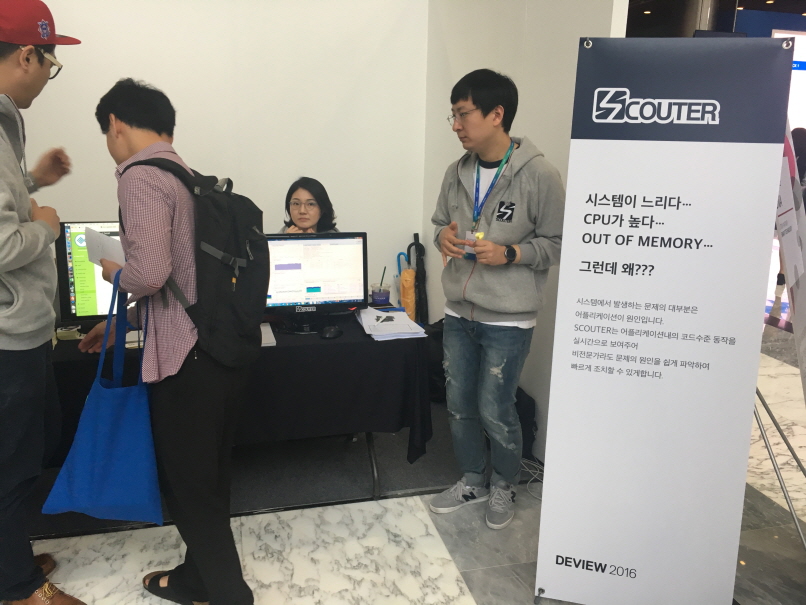 SCOUTER
시스템이 느리다...
CPU가 높다...
OUT OF MEMORY...
그런데 왜???
시스템에서 발생하는 문제의 대부분은
어플리케이션이 원인입니다.
SCOUTER는 어플리케이션내의 코드수준 동작을
실시간으로 보여주어
비전문가라도 문제의 원인을 쉽게 파악하여
빠르게 조치할 수 있게합니다.
DEVIEW 2016
SCOUTER